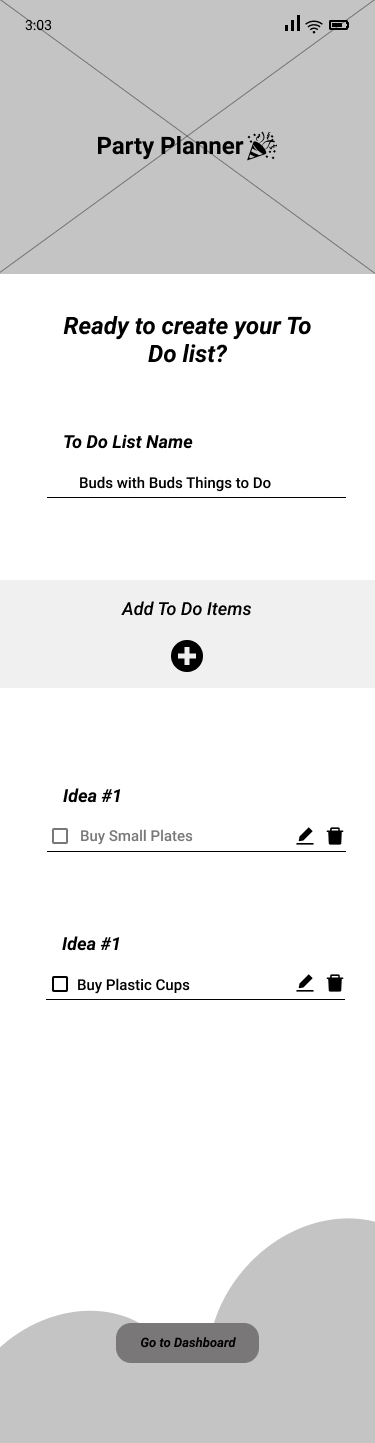 3:03
Party Planner
Ready to create your To
Do list?
To Do List Name
Buds with Buds Things to Do
Add To Do Items
Idea #1
Buy Small Plates
Idea #1
Buy Plastic Cups
Go to Dashboard